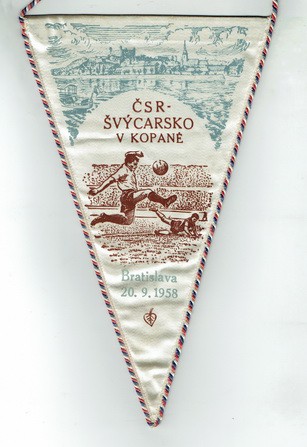 ČSR-
ŠVÝCARSKO
V KOPANÉ
Bratislava
20. 9. 1958